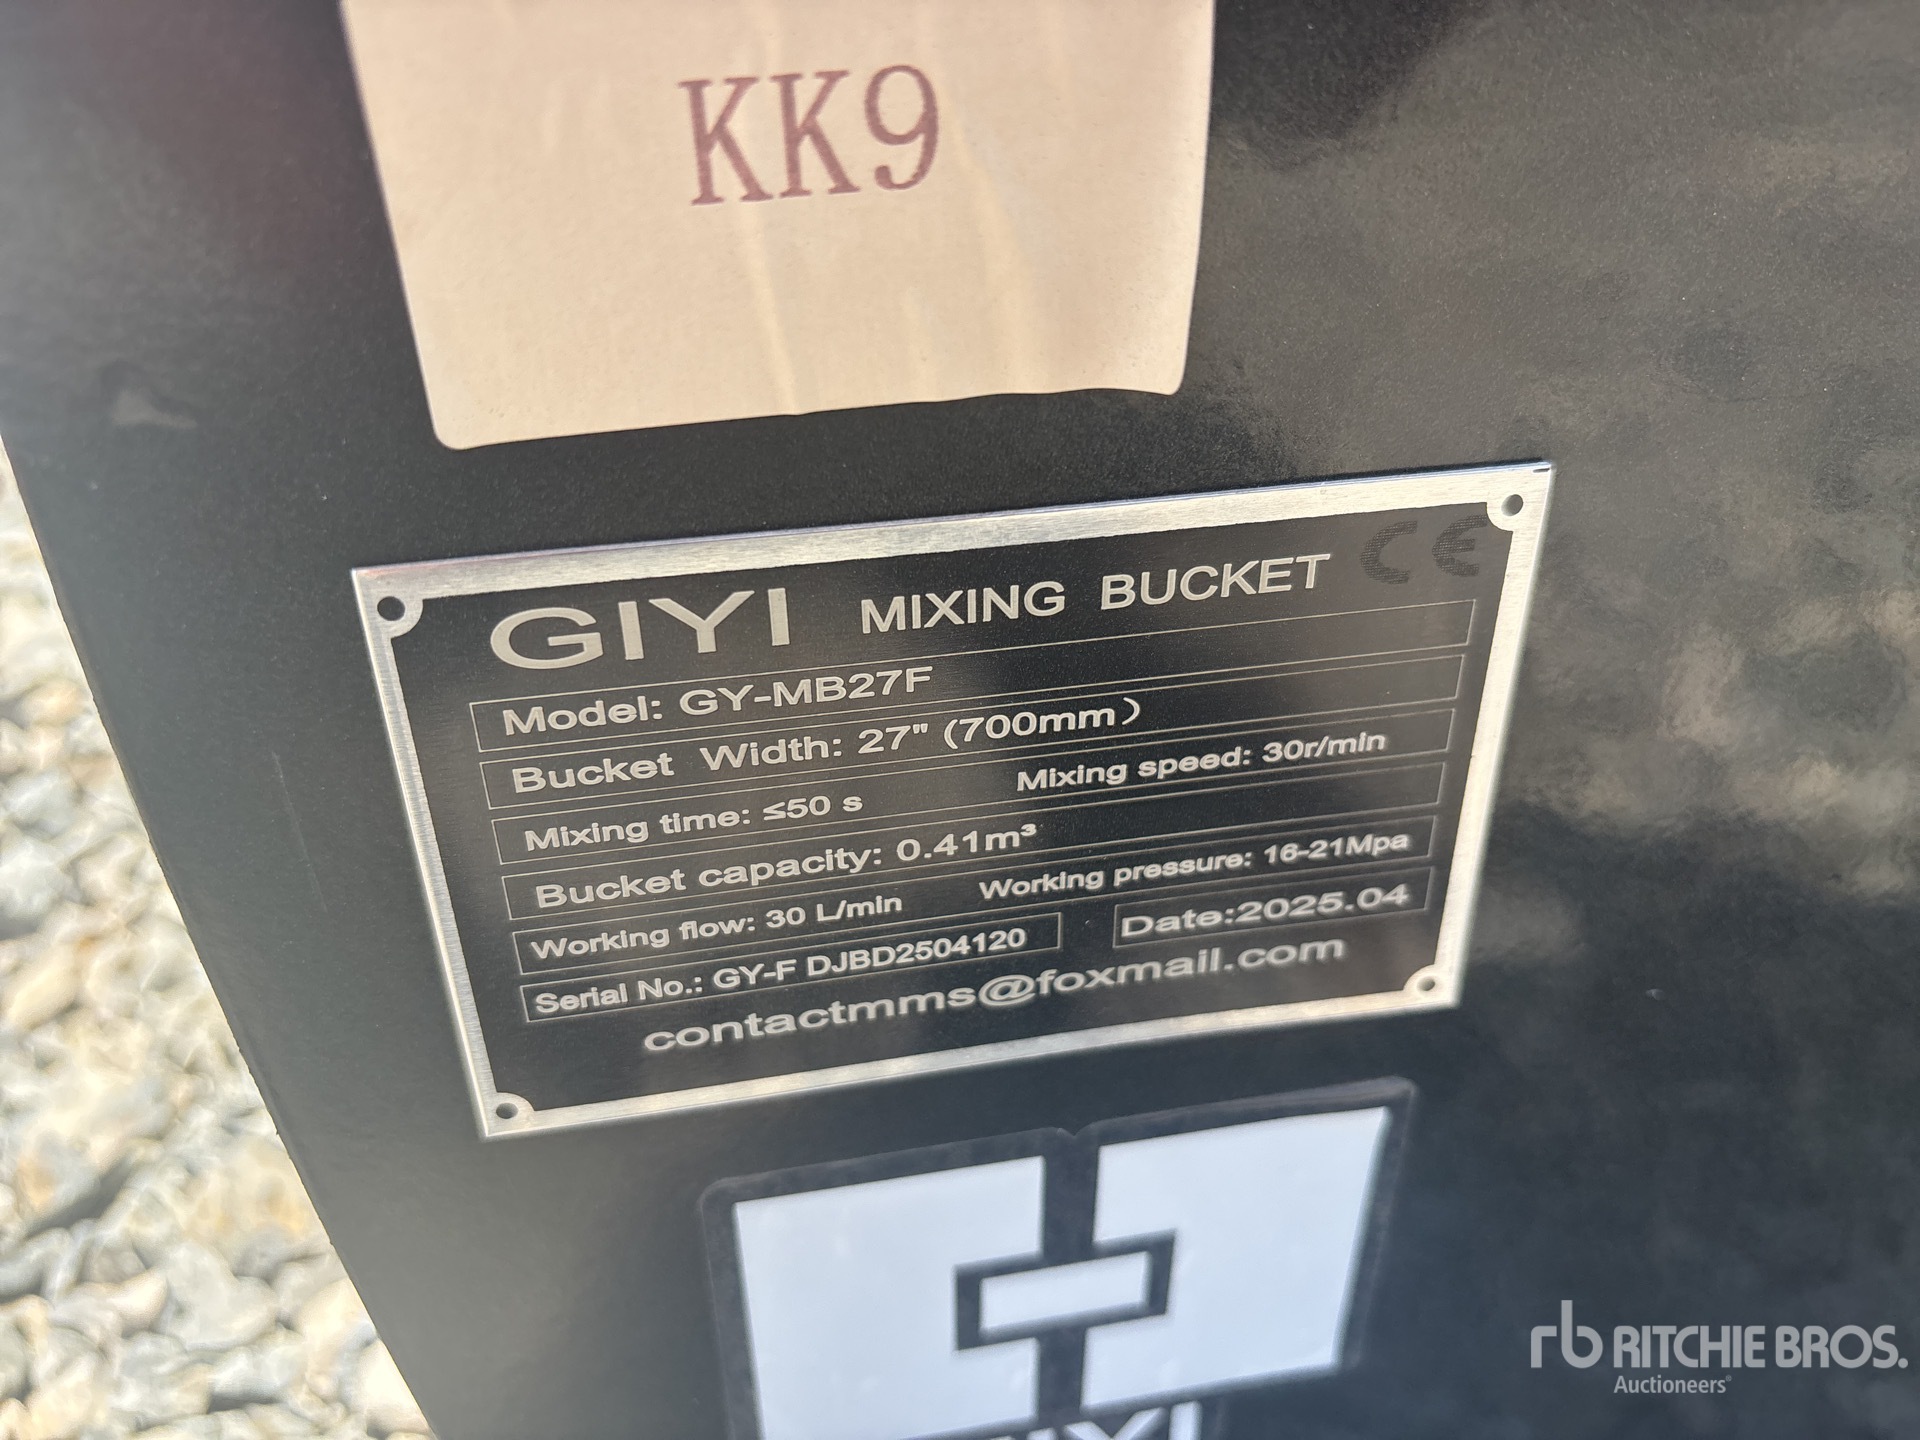 KK9
GIYI MIXING BUCKET CE
Model: GY-MB27F
Bucket Width: 27" (700mm）
Mixing time: ≤50 s Mixing speed: 30r/min
Bucket capacity: 0.41m³
Working flow: 30 L/min Working pressure: 16-21Mpa
Serial No.: GY-F DJBD2504120 Date:2025.04
contactmms@foxmail.com
GIYI
rb RITCHIE BROS.
Auctioneers®